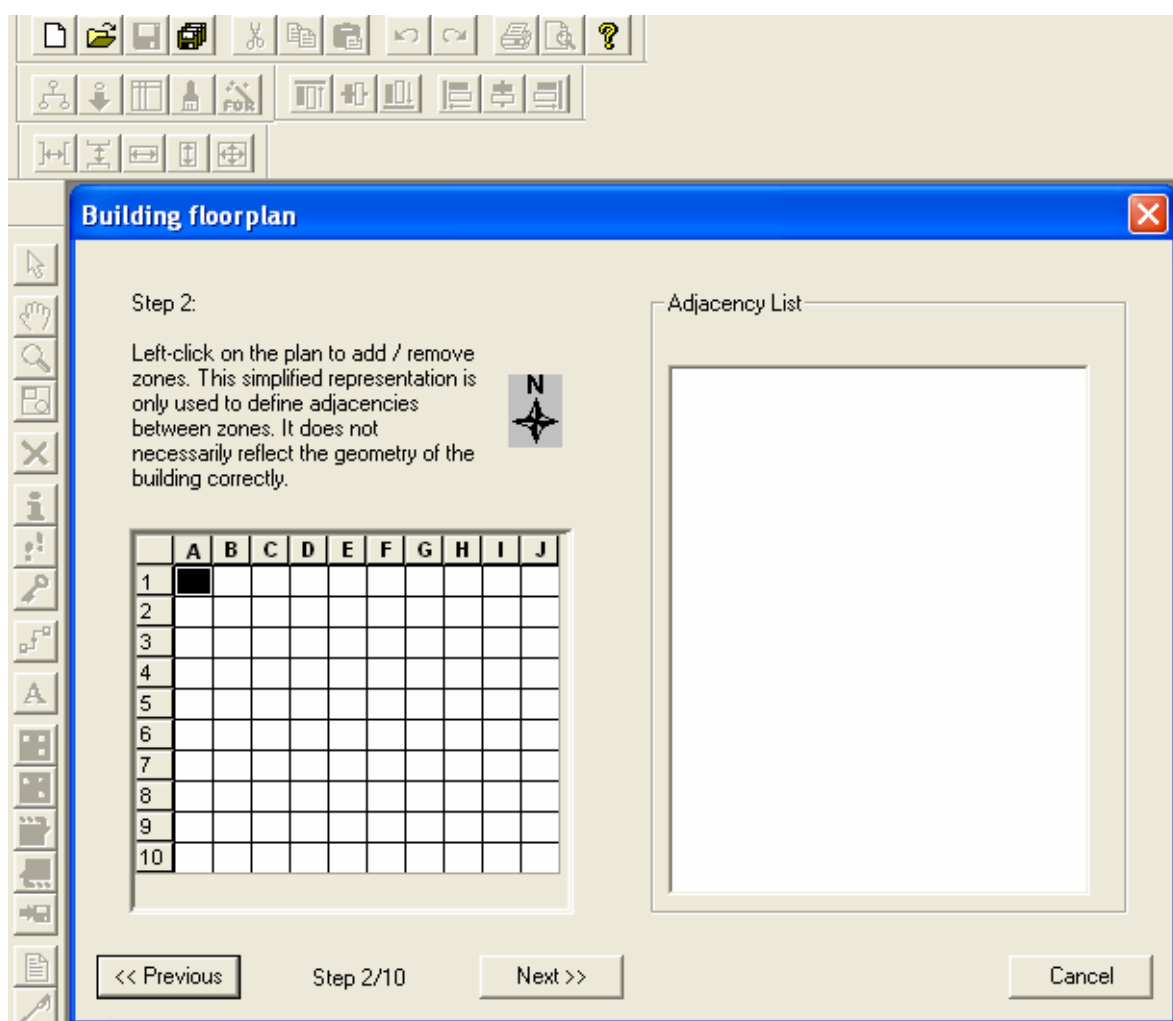 FOR
Building floorplan
Step 2:
Left-click on the plan to add / remove
zones. This simplified representation is
only used to define adjacencies
between zones. It does not
necessarily reflect the geometry of the
building correctly.
N
A B C D E F G H I J
1
2
3
4
5
6
7
8
9
10
Adjacency List
<< Previous
Step 2/10
Next >>
Cancel